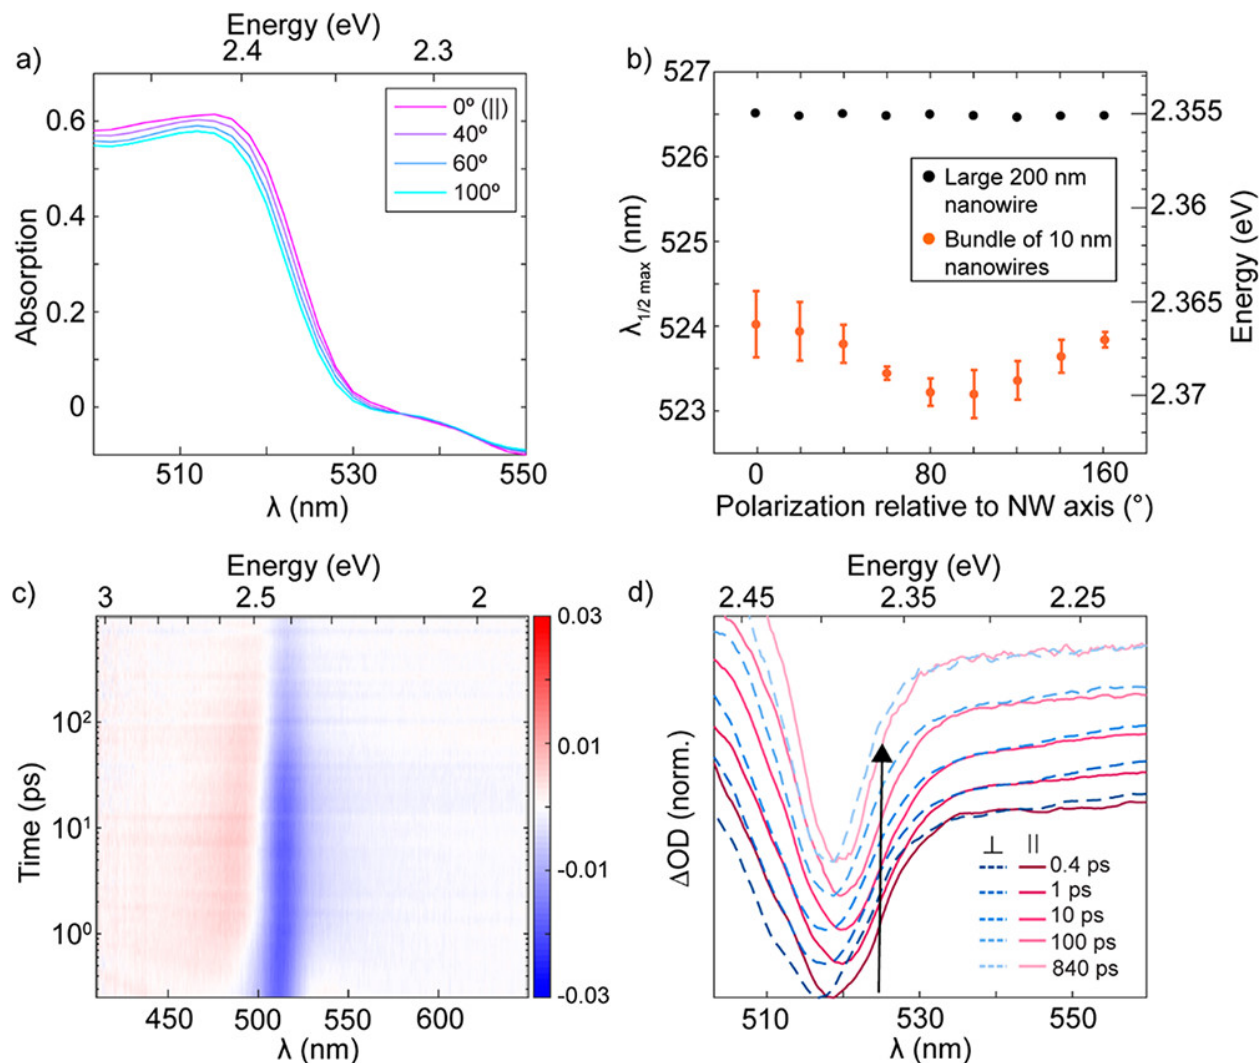 a)
Energy (eV)
2.4 2.3
0.6
0.4
0.2
0
Absorption
0º (||)
40º
60º
100º
510 530 550
λ (nm)
b)
527
526
525
524
523
λ1/2 max (nm)
2.355
2.36
2.365
2.37
Energy (eV)
Large 200 nm
nanowire
Bundle of 10 nm
nanowires
0 80 160
Polarization relative to NW axis (°)
c)
Energy (eV)
3 2.5 2
10²
10¹
10⁰
Time (ps)
0.03
0.01
-0.01
-0.03
450 500 550 600
λ (nm)
d)
Energy (eV)
2.45 2.35 2.25
ΔOD (norm.)
⊥ ||
0.4 ps
1 ps
10 ps
100 ps
840 ps
510 530 550
λ (nm)